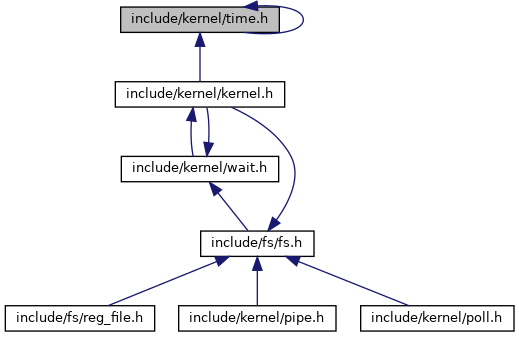 include/kernel/time.h
include/kernel/kernel.h
include/kernel/wait.h
include/fs/fs.h
include/fs/reg_file.h
include/kernel/pipe.h
include/kernel/poll.h